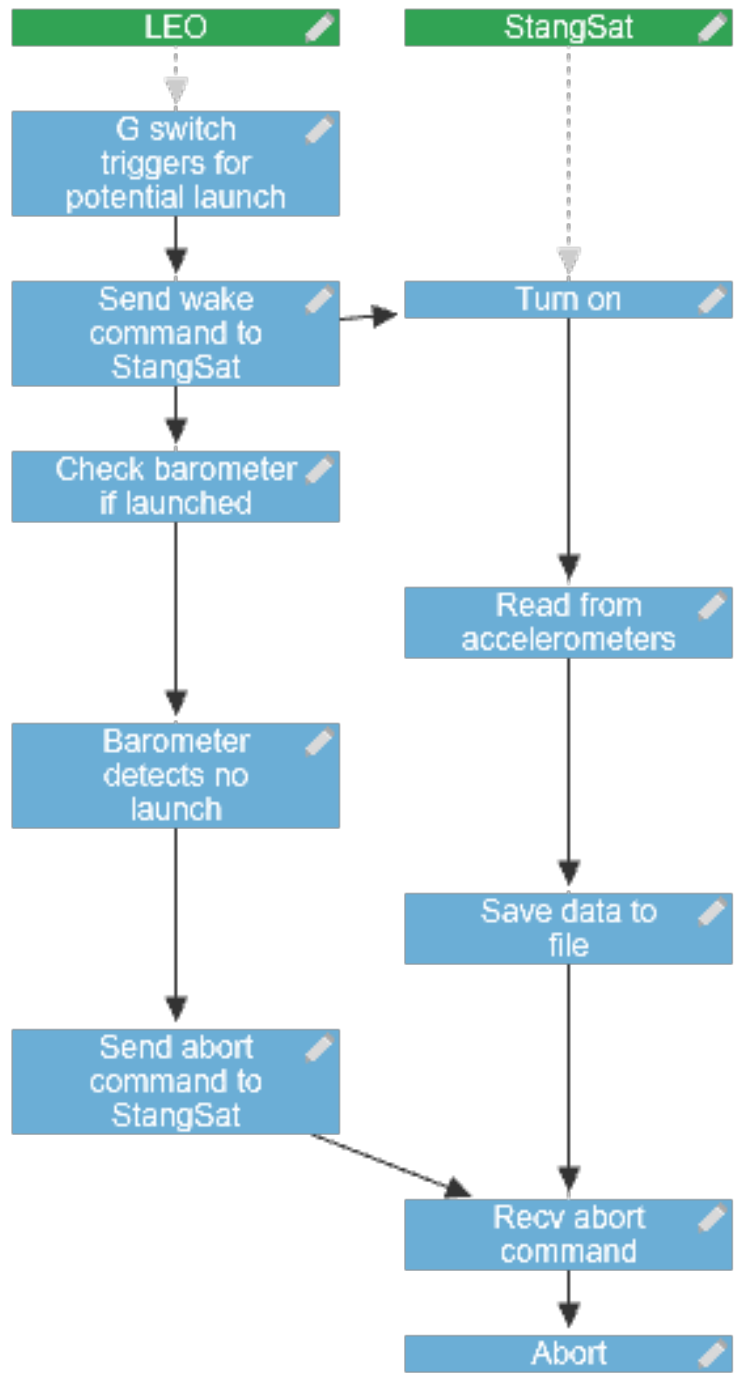 LEO
StangSat
G switch
triggers for
potential launch
Send wake
command to
StangSat
Turn on
Check barometer
if launched
Read from
accelerometers
Barometer
detects no
launch
Save data to
file
Send abort
command to
StangSat
Recv abort
command
Abort